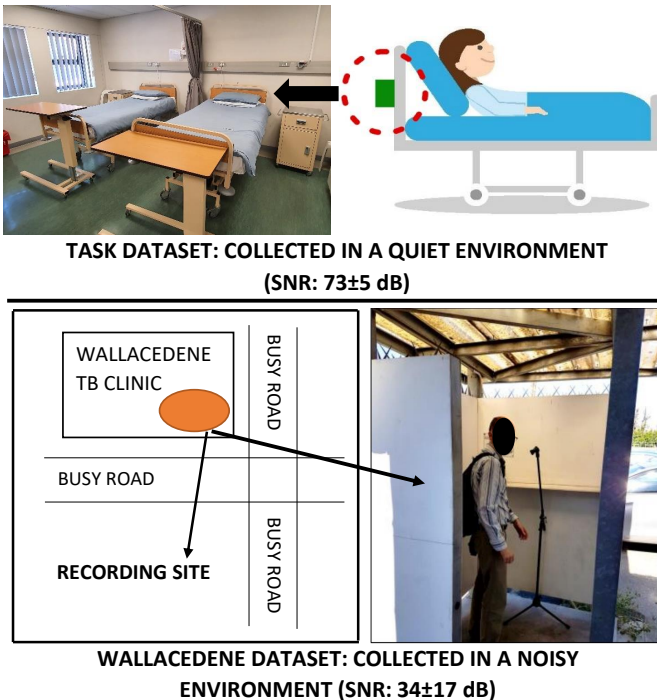 TASK DATASET: COLLECTED IN A QUIET ENVIRONMENT
(SNR: 73±5 dB)
WALLACEDENE
TB CLINIC
BUSY ROAD
BUSY ROAD
BUSY ROAD
RECORDING SITE
WALLACEDENE DATASET: COLLECTED IN A NOISY
ENVIRONMENT (SNR: 34±17 dB)